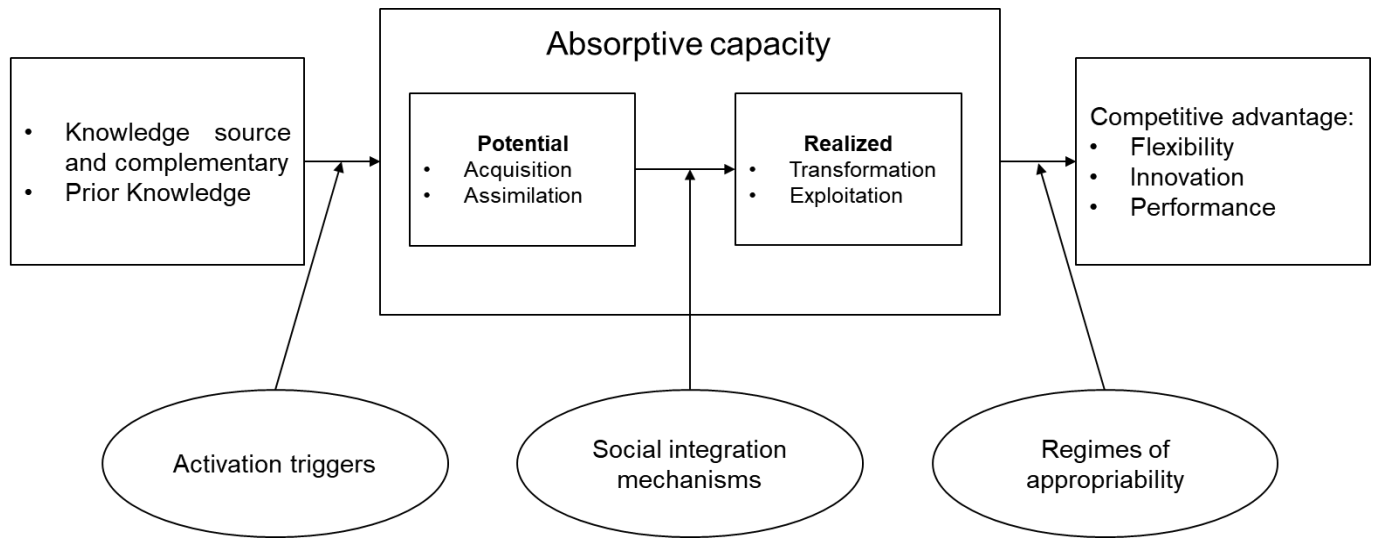 Absorptive capacity
• Knowledge source
and complementary
• Prior Knowledge
Potential
• Acquisition
• Assimilation
Realized
• Transformation
• Exploitation
Competitive advantage:
• Flexibility
• Innovation
• Performance
Activation triggers
Social integration
mechanisms
Regimes of
appropriability